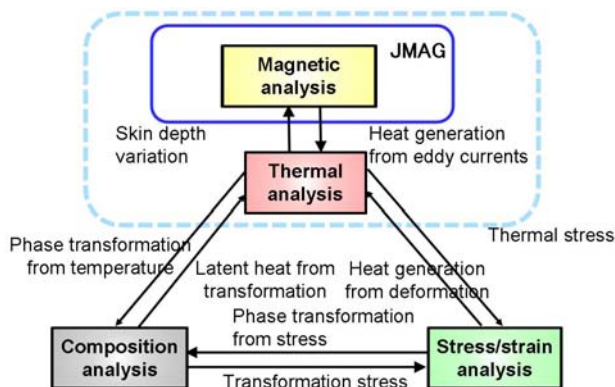 JMAG
Magnetic
analysis
Skin depth
variation
Heat generation
from eddy currents
Thermal
analysis
Thermal stress
Phase transformation
from temperature
Latent heat from
transformation
Heat generation
from deformation
Phase transformation
from stress
Composition
analysis
Stress/strain
analysis
Transformation stress